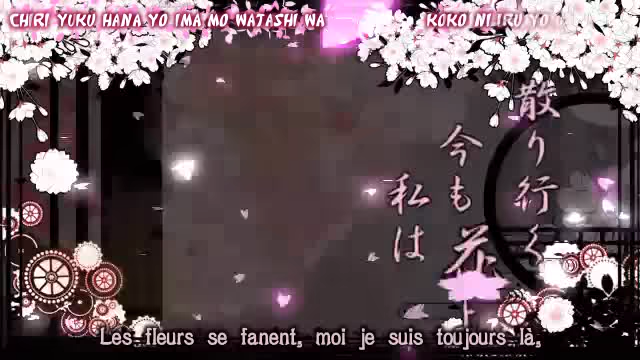 CHIRI YUKU HANA YO IMA MO WATASHI WA KOKO NI IRU YO
散り行く
花
今も
私は
Les fleurs se fanent, moi je suis toujours là,